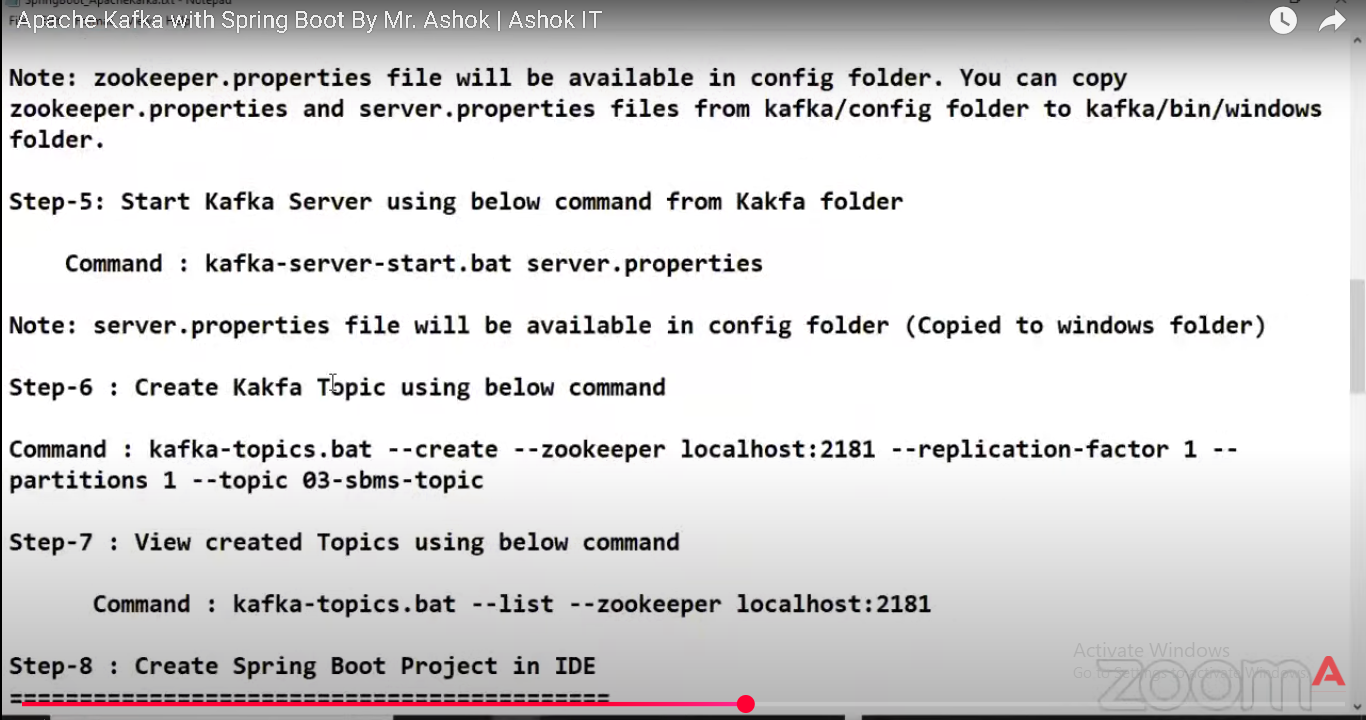 SpringBoot_ApacheKafka.txt - Notepad
Apache Kafka with Spring Boot By Mr. Ashok | Ashok IT
Note: zookeeper.properties file will be available in config folder. You can copy
zookeeper.properties and server.properties files from kafka/config folder to kafka/bin/windows
folder.
Step-5: Start Kafka Server using below command from Kakfa folder
Command : kafka-server-start.bat server.properties
Note: server.properties file will be available in config folder (Copied to windows folder)
Step-6 : Create Kakfa Topic using below command
Command : kafka-topics.bat --create --zookeeper localhost:2181 --replication-factor 1 --
partitions 1 --topic 03-sbms-topic
Step-7 : View created Topics using below command
Command : kafka-topics.bat --list --zookeeper localhost:2181
Step-8 : Create Spring Boot Project in IDE
===========================================
Activate Windows
Go to Settings to activate Windows.
zoom
A